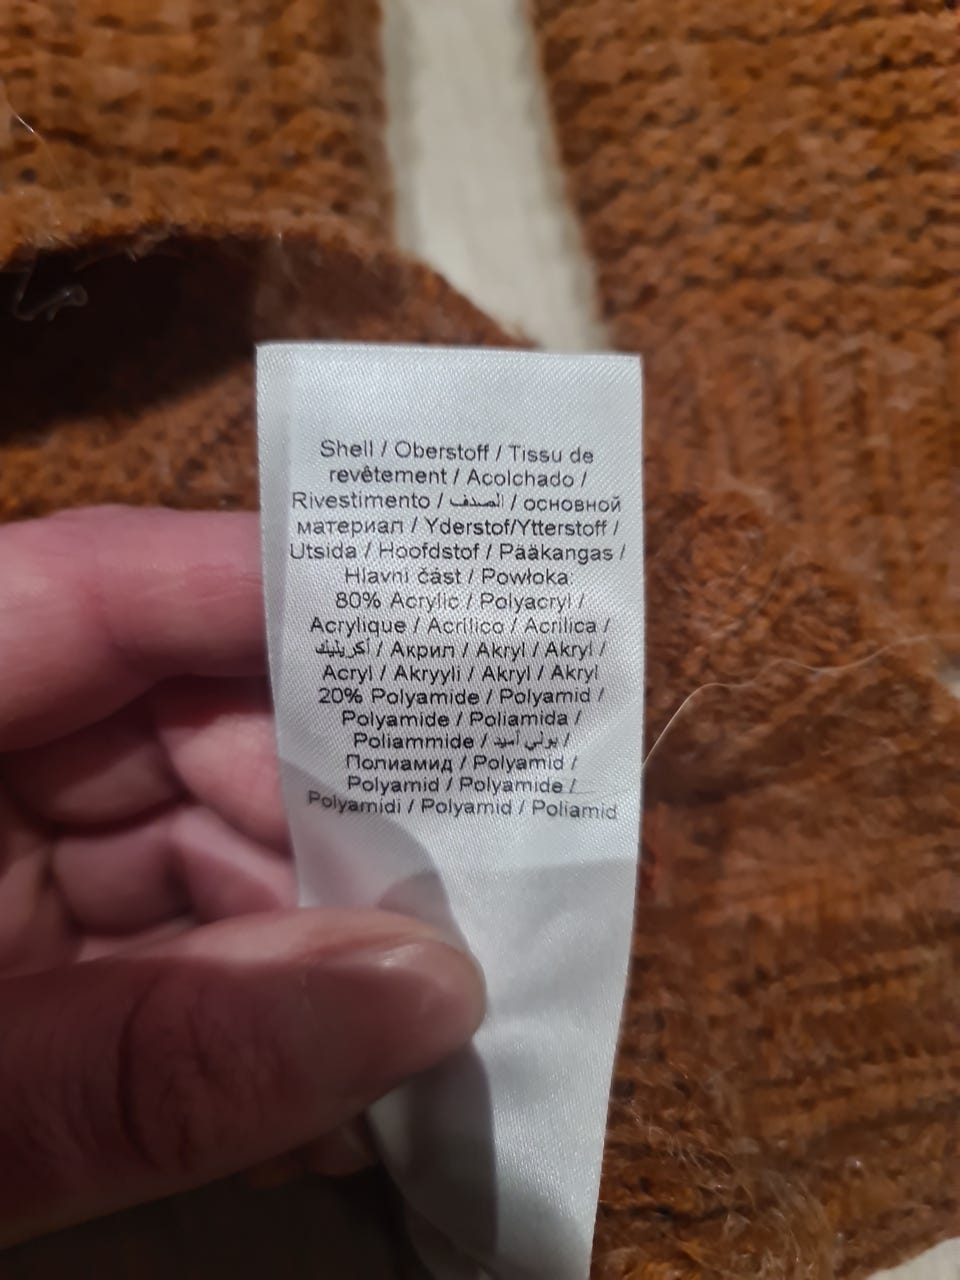 Shell / Oberstoff / Tissu de
revêtement / Acolchado /
Rivestimento / الصدف / основной
материал / Yderstof/Ytterstoff /
Utsida / Hoofdstof / Pääkangas /
Hlavní část / Powłoka:
80% Acrylic / Polyacryl /
Acrylique / Acrílico / Acrilica /
أكريليك / Акрил / Akryl / Akryl /
Acryl / Akryyli / Akryl / Akryl
20% Polyamide / Polyamid /
Polyamide / Poliamida /
Poliammide / بولي أميد /
Полиамид / Polyamid /
Polyamid / Polyamide /
Polyamidi / Polyamid / Poliamid